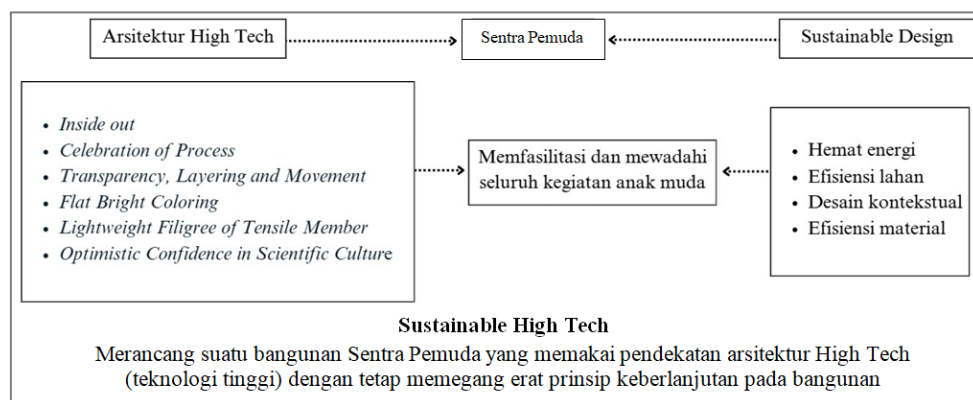 Arsitektur High Tech
Sentra Pemuda
Sustainable Design
• Inside out
• Celebration of Process
• Transparency, Layering and Movement
• Flat Bright Coloring
• Lightweight Filigree of Tensile Member
• Optimistic Confidence in Scientific Culture
Memfasilitasi dan mewadahi
seluruh kegiatan anak muda
• Hemat energi
• Efisiensi lahan
• Desain kontekstual
• Efisiensi material
Sustainable High Tech
Merancang suatu bangunan Sentra Pemuda yang memakai pendekatan arsitektur High Tech
(teknologi tinggi) dengan tetap memegang erat prinsip keberlanjutan pada bangunan